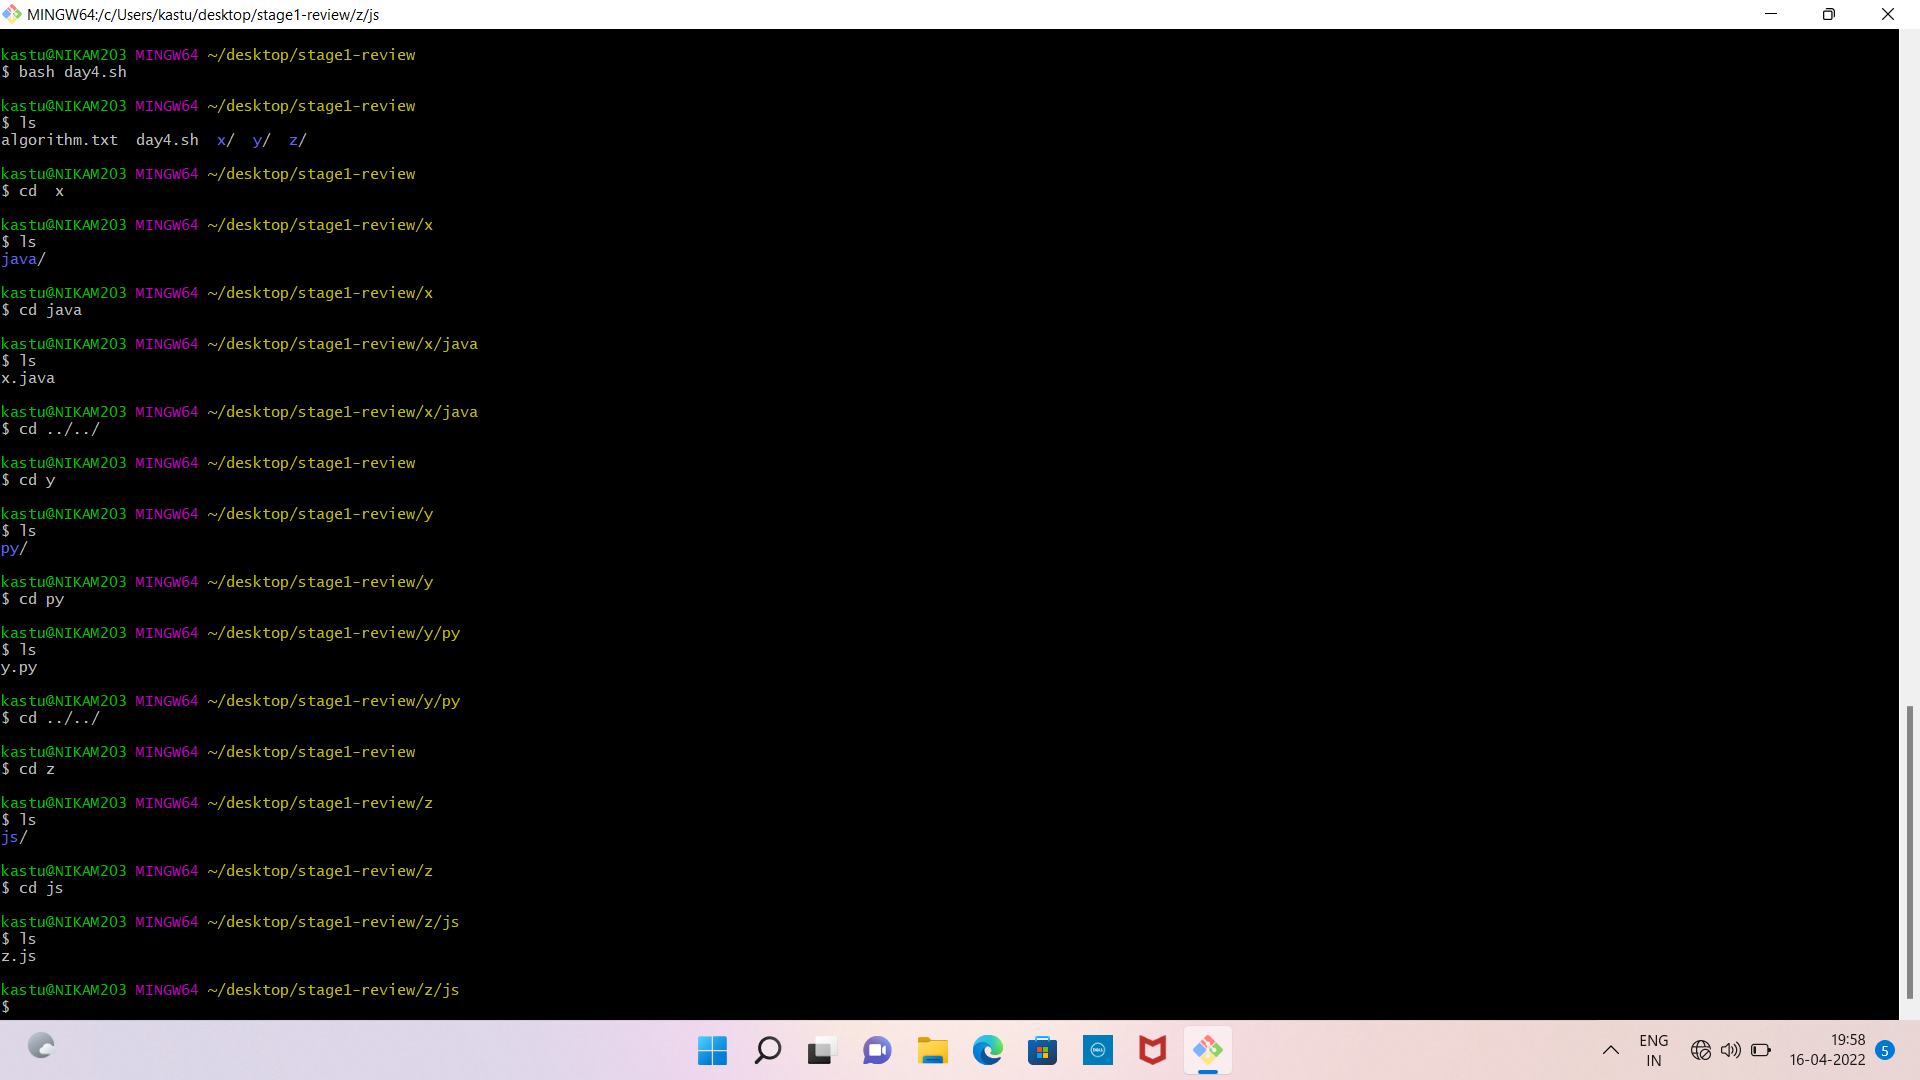 MINGW64:/c/Users/kastu/desktop/stage1-review/z/js
kastu@NIKAM203 MINGW64 ~/desktop/stage1-review
$ bash day4.sh
kastu@NIKAM203 MINGW64 ~/desktop/stage1-review
$ ls
algorithm.txt  day4.sh  x/  y/  z/
kastu@NIKAM203 MINGW64 ~/desktop/stage1-review
$ cd  x
kastu@NIKAM203 MINGW64 ~/desktop/stage1-review/x
$ ls
java/
kastu@NIKAM203 MINGW64 ~/desktop/stage1-review/x
$ cd java
kastu@NIKAM203 MINGW64 ~/desktop/stage1-review/x/java
$ ls
x.java
kastu@NIKAM203 MINGW64 ~/desktop/stage1-review/x/java
$ cd ../../
kastu@NIKAM203 MINGW64 ~/desktop/stage1-review
$ cd y
kastu@NIKAM203 MINGW64 ~/desktop/stage1-review/y
$ ls
py/
kastu@NIKAM203 MINGW64 ~/desktop/stage1-review/y
$ cd py
kastu@NIKAM203 MINGW64 ~/desktop/stage1-review/y/py
$ ls
y.py
kastu@NIKAM203 MINGW64 ~/desktop/stage1-review/y/py
$ cd ../../
kastu@NIKAM203 MINGW64 ~/desktop/stage1-review
$ cd z
kastu@NIKAM203 MINGW64 ~/desktop/stage1-review/z
$ ls
js/
kastu@NIKAM203 MINGW64 ~/desktop/stage1-review/z
$ cd js
kastu@NIKAM203 MINGW64 ~/desktop/stage1-review/z/js
$ ls
z.js
kastu@NIKAM203 MINGW64 ~/desktop/stage1-review/z/js
$
DELL
ENG
IN
19:58
16-04-2022
5